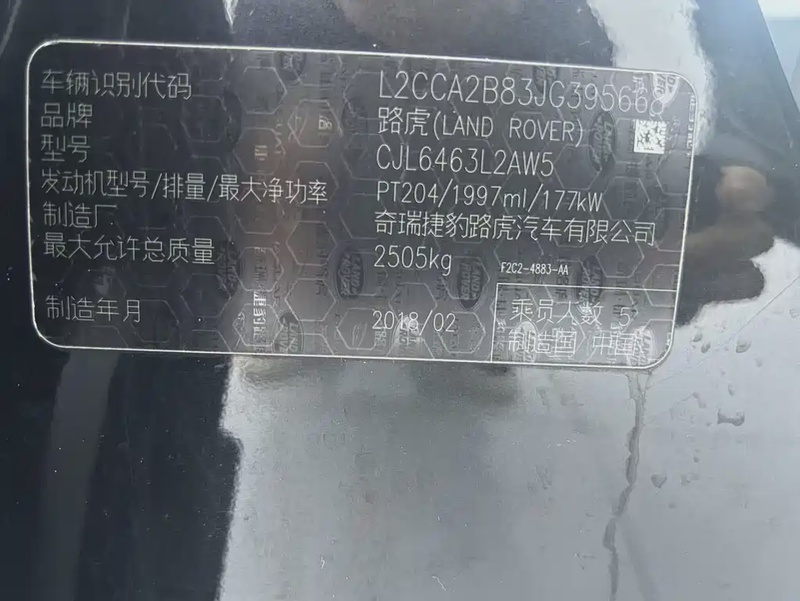 车辆识别代码 L2CCA2B83JG395668
品牌 路虎(LAND ROVER)
型号 CJL6463L2AW5
发动机型号/排量/最大净功率 PT204/1997ml/177kW
制造厂 奇瑞捷豹路虎汽车有限公司
最大允许总质量 2505kg
F2C2-4883-AA
制造年月 2018/02
乘员人数 5
制造国 中国